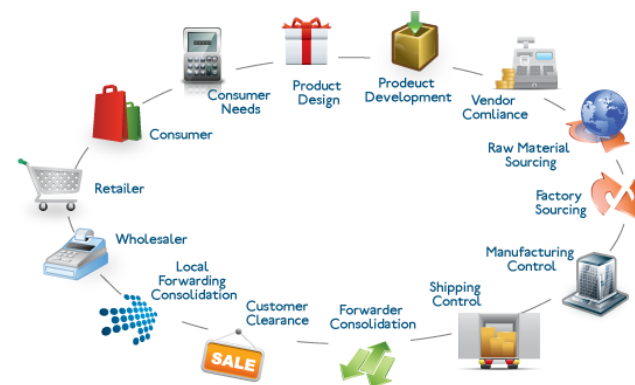 Consumer
Needs
Product
Design
Prodeuct
Development
Vendor
Comliance
Raw Material
Sourcing
Factory
Sourcing
Manufacturing
Control
Shipping
Control
Forwarder
Consolidation
Customer
Clearance
SALE
Local
Forwarding
Consolidation
Wholesaler
Retailer
Consumer